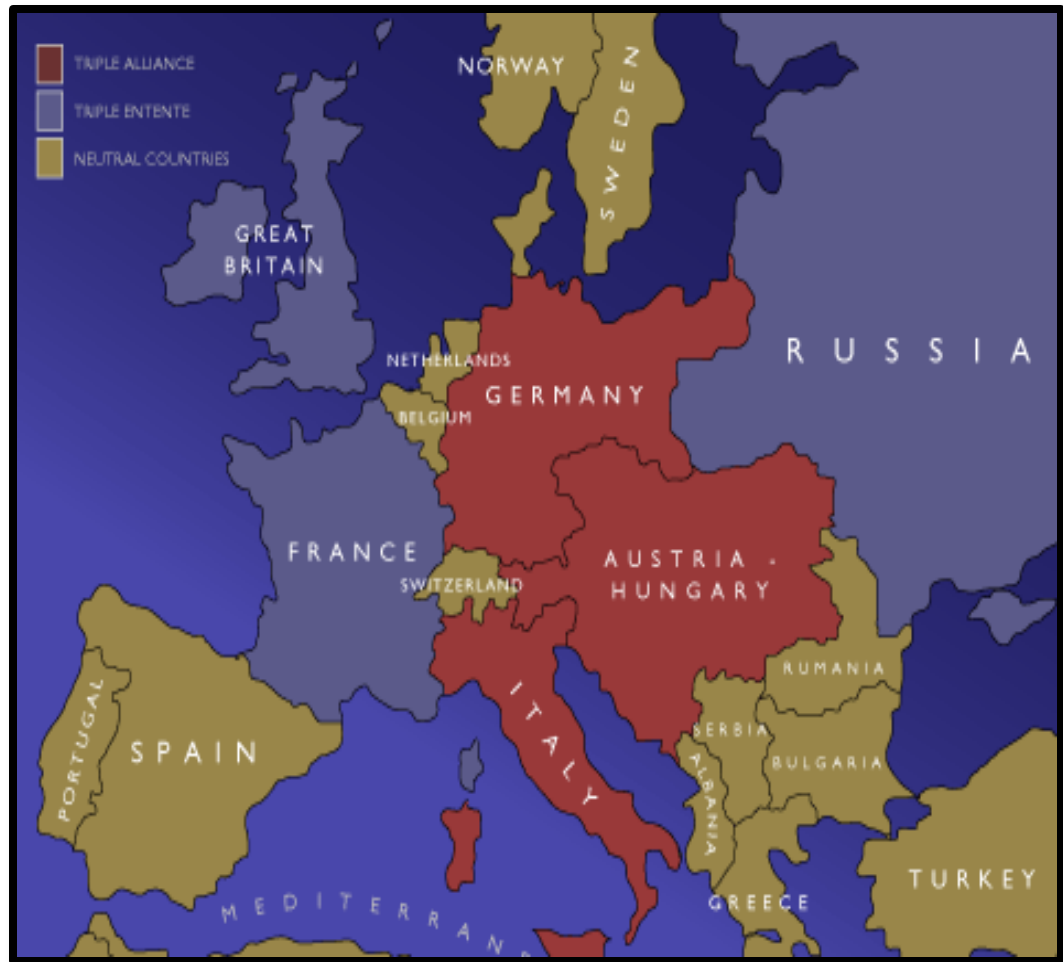 TRIPLE ALLIANCE
TRIPLE ENTENTE
NEUTRAL COUNTRIES
NORWAY
SWEDEN
GREAT
BRITAIN
RUSSIA
NETHERLANDS
GERMANY
BELGIUM
FRANCE
SWITZERLAND
AUSTRIA -
HUNGARY
ITALY
RUMANIA
PORTUGAL
SPAIN
SERBIA
BULGARIA
ALBANIA
TURKEY
GREECE
MEDITERRAN